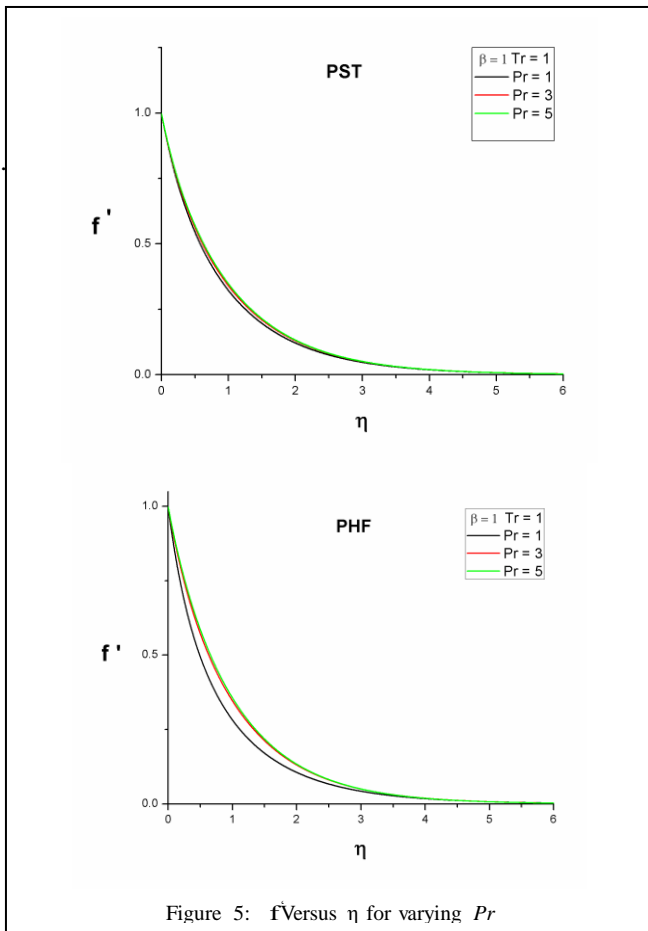 PST
β = 1 Tr = 1
Pr = 1
Pr = 3
Pr = 5
1.0
f '
0.5
0.0
0 1 2 3 4 5 6
η
PHF
β = 1 Tr = 1
Pr = 1
Pr = 3
Pr = 5
1.0
f '
0.5
0.0
0 1 2 3 4 5 6
η
Figure 5: f' Versus η for varying Pr